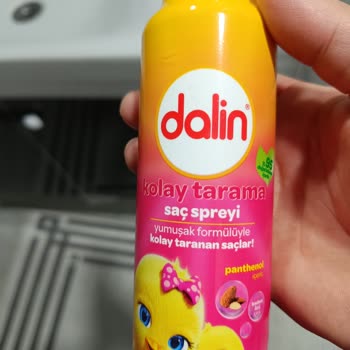 dalin
kolay tarama
saç spreyi
yumuşak formülüyle
kolay taranan saçlar!
panthenol